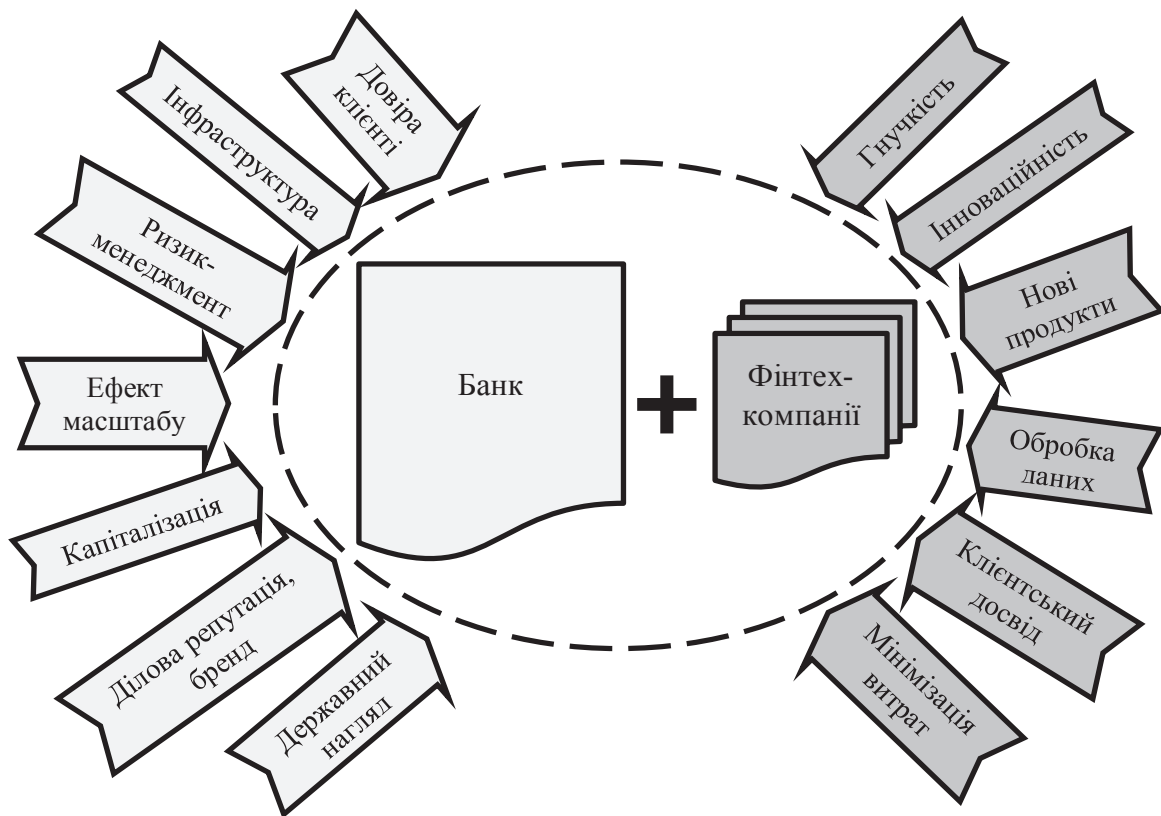 Довіра
клієнті
Інфраструктура
Ризик-
менеджмент
Ефект
масштабу
Капіталізація
Ділова репутація,
бренд
Державний
нагляд
Банк
Фінтех-
компанії
Гнучкість
Інноваційність
Нові
продукти
Обробка
даних
Клієнтський
досвід
Мінімізація
витрат